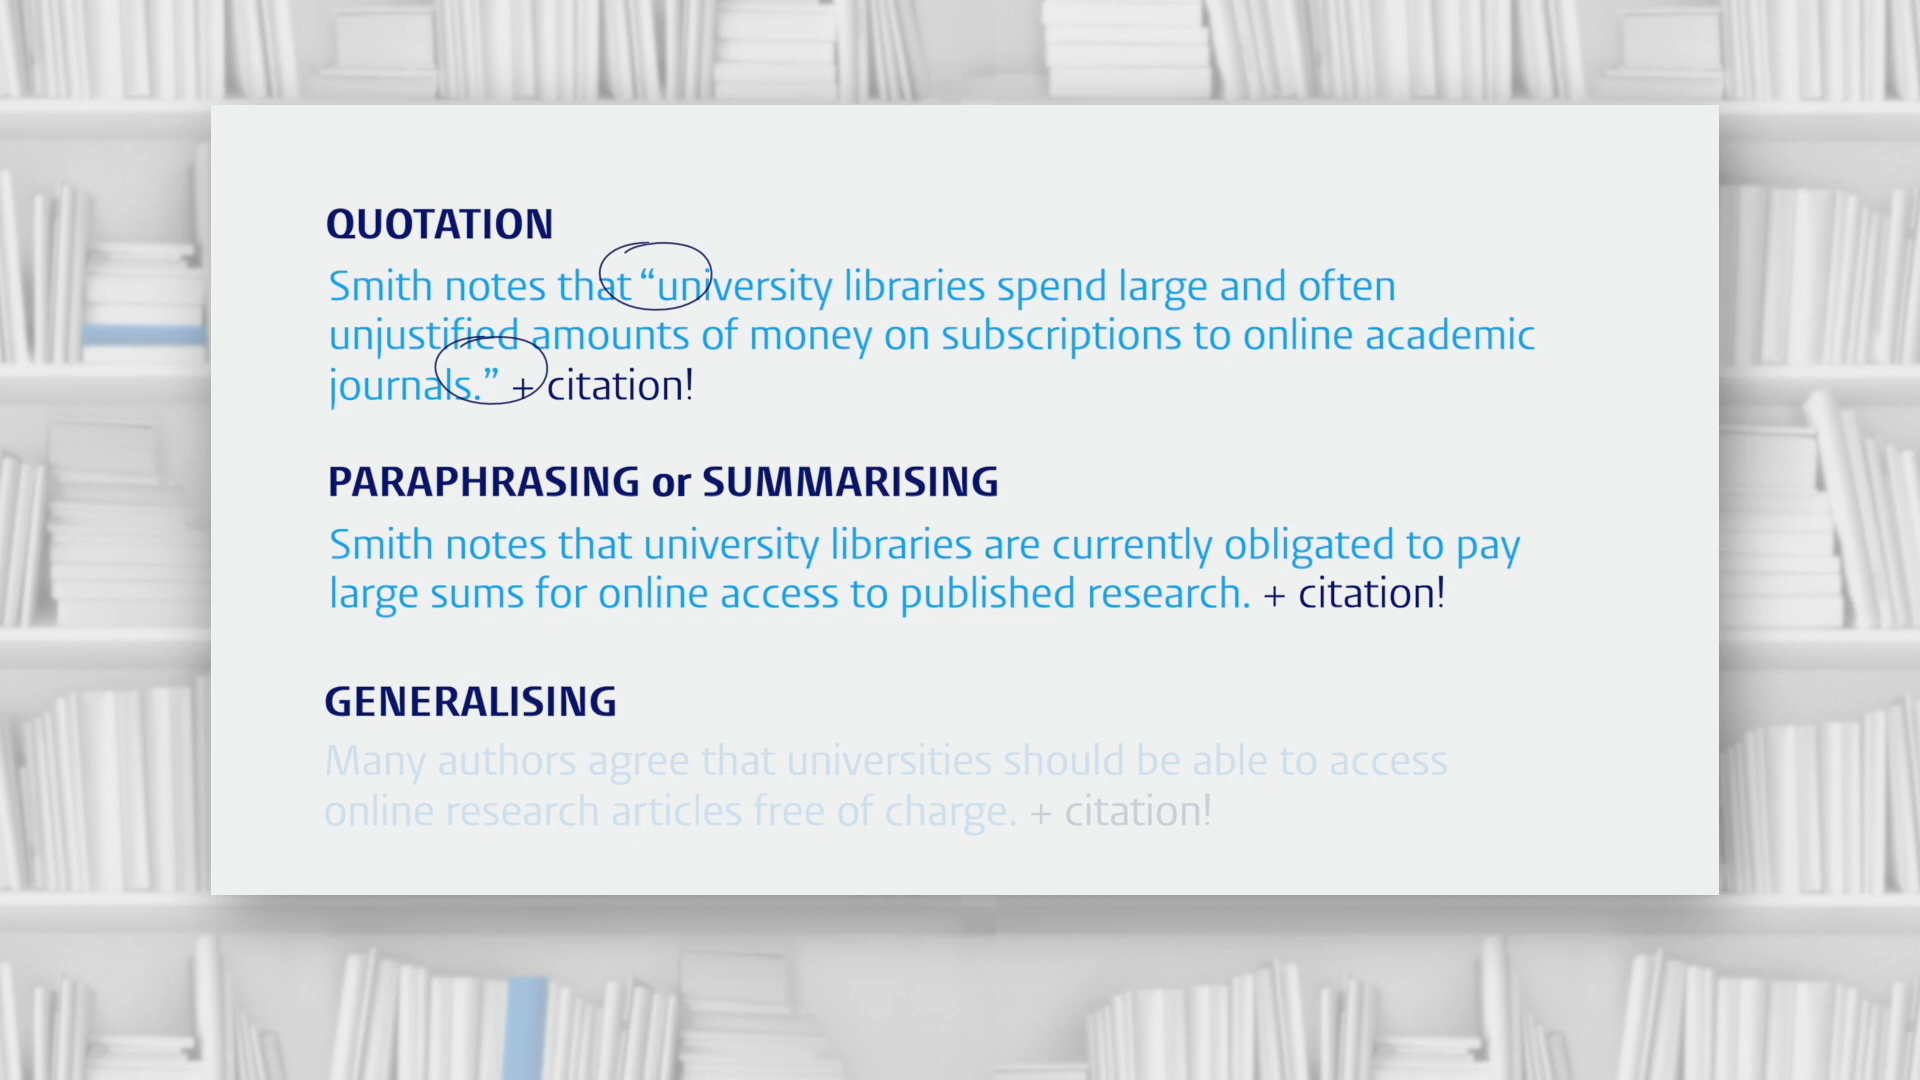 QUOTATION
Smith notes that “university libraries spend large and often
unjustified amounts of money on subscriptions to online academic
journals.” + citation!
PARAPHRASING or SUMMARISING
Smith notes that university libraries are currently obligated to pay
large sums for online access to published research. + citation!
GENERALISING
Many authors agree that universities should be able to access
online research articles free of charge. + citation!